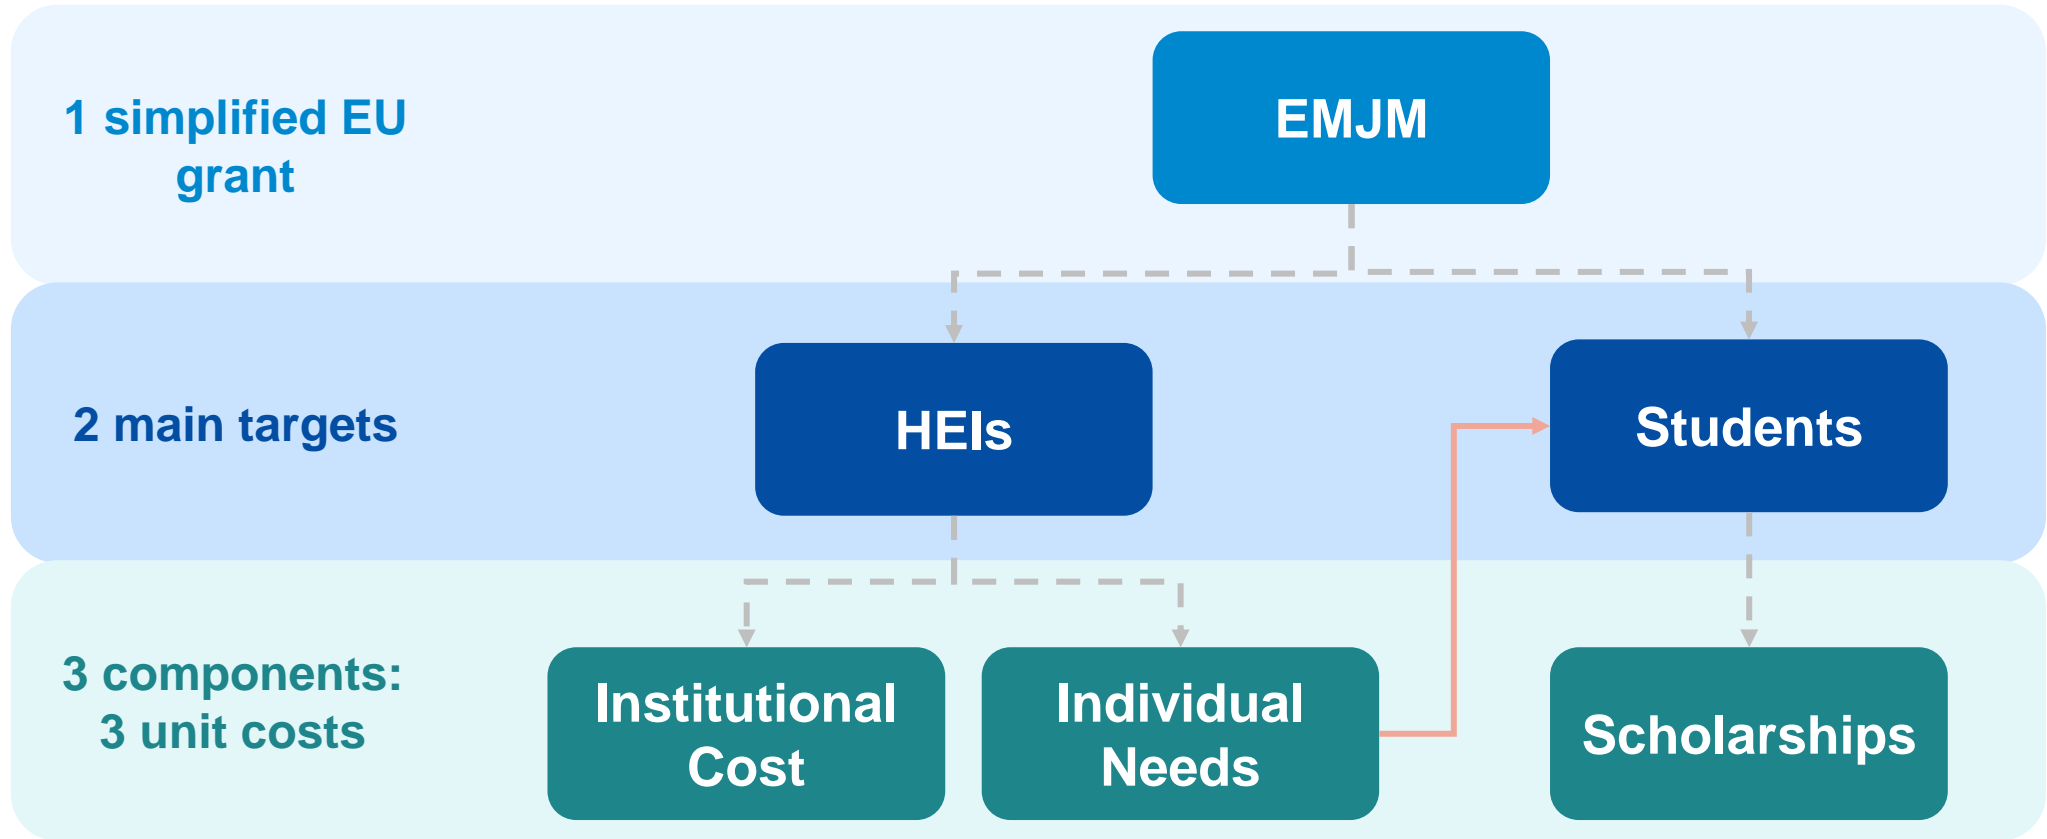 1 simplified EU
grant
EMJM
2 main targets
HEIs
Students
3 components:
3 unit costs
Institutional
Cost
Individual
Needs
Scholarships